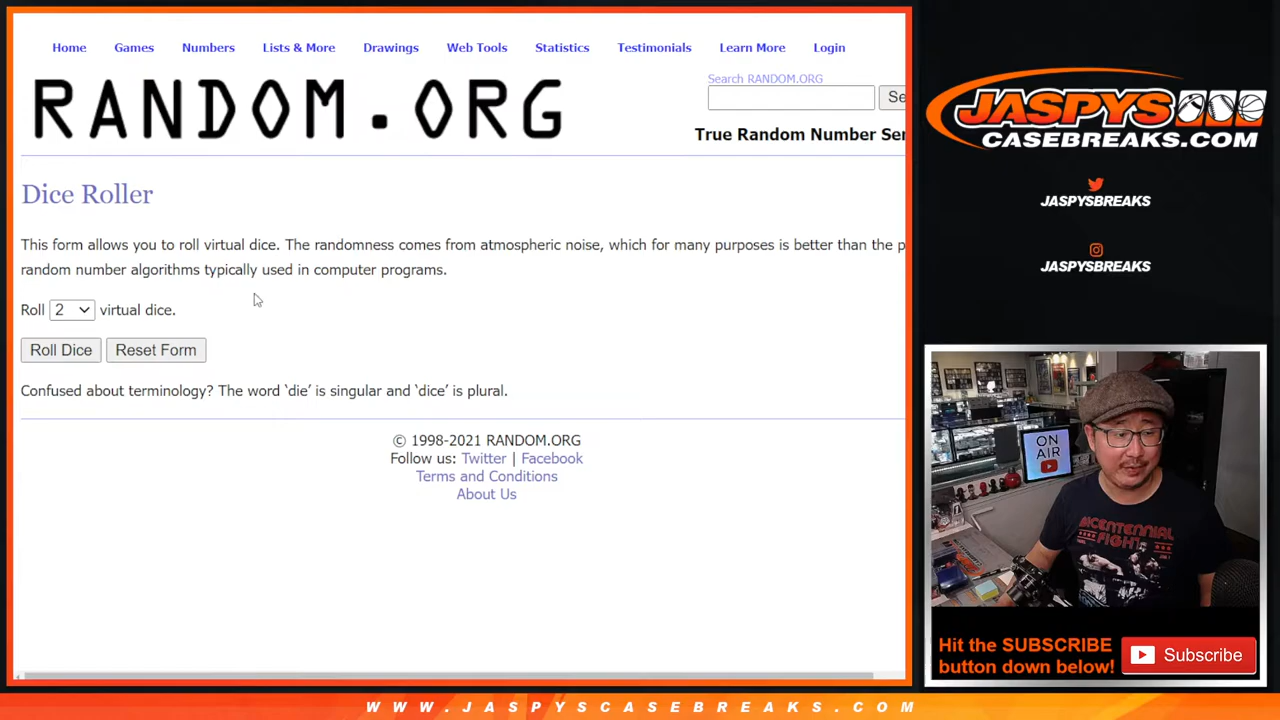 Home Games Numbers Lists & More Drawings Web Tools Statistics Testimonials Learn More Login
RANDOM.ORG
Search RANDOM.ORG
Se
True Random Number Ser
Dice Roller
This form allows you to roll virtual dice. The randomness comes from atmospheric noise, which for many purposes is better than the p
random number algorithms typically used in computer programs.
Roll 2 virtual dice.
Roll Dice Reset Form
Confused about terminology? The word ‘die’ is singular and ‘dice’ is plural.
© 1998-2021 RANDOM.ORG
Follow us: Twitter | Facebook
Terms and Conditions
About Us
JASPYS
CASEBREAKS.COM
JASPYSBREAKS
JASPYSBREAKS
ON
AIR
BICENTENNIAL
FIGHT
Hit the SUBSCRIBE
button down below!
Subscribe
WWW.JASPYSCASEBREAKS.COM